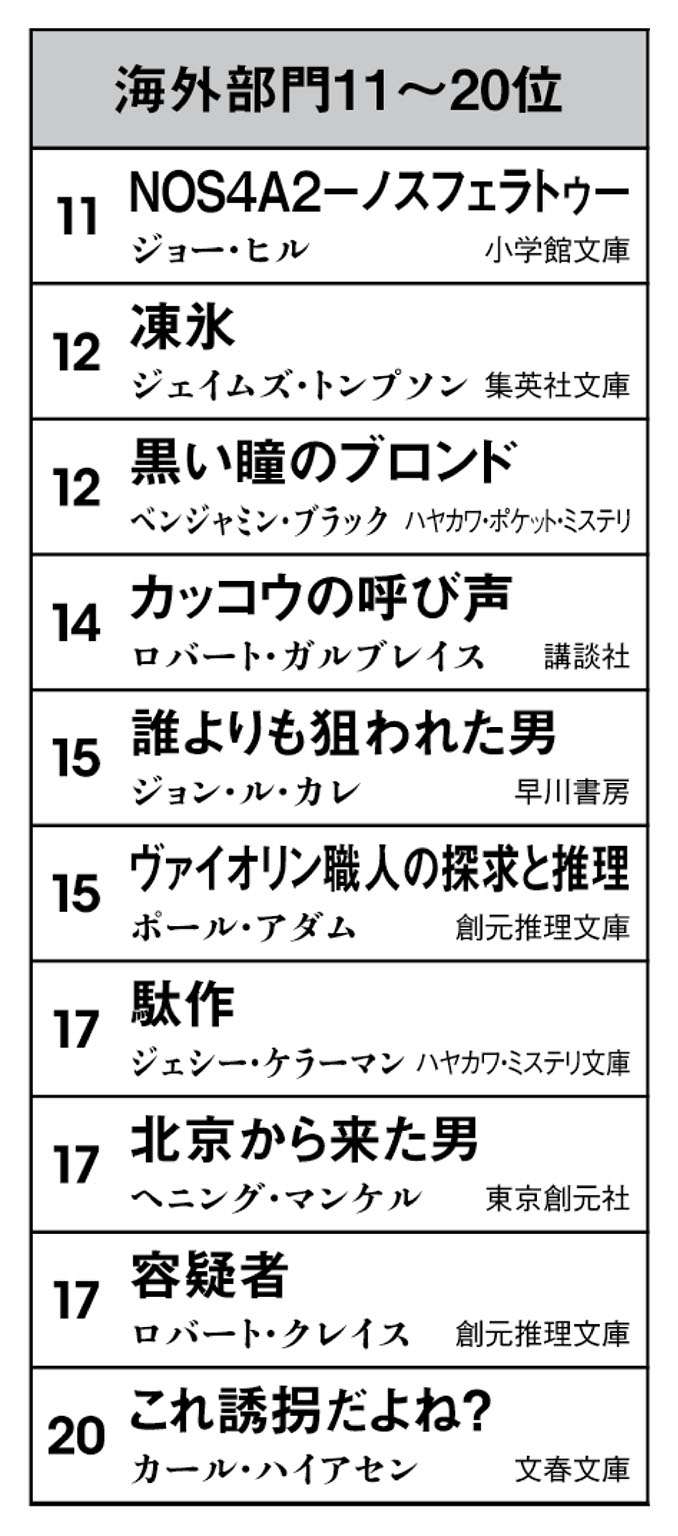 海外部門11〜20位
11 NOS4A2ーノスフェラトゥー
ジョー・ヒル 小学館文庫
12 凍氷
ジェイムズ・トンプソン 集英社文庫
12 黒い瞳のブロンド
ベンジャミン・ブラック ハヤカワ・ポケット・ミステリ
14 カッコウの呼び声
ロバート・ガルブレイス 講談社
15 誰よりも狙われた男
ジョン・ル・カレ 早川書房
15 ヴァイオリン職人の探求と推理
ポール・アダム 創元推理文庫
17 駄作
ジェシー・ケラーマン ハヤカワ・ミステリ文庫
17 北京から来た男
ヘニング・マンケル 東京創元社
17 容疑者
ロバート・クレイス 創元推理文庫
20 これ誘拐だよね?
カール・ハイアセン 文春文庫